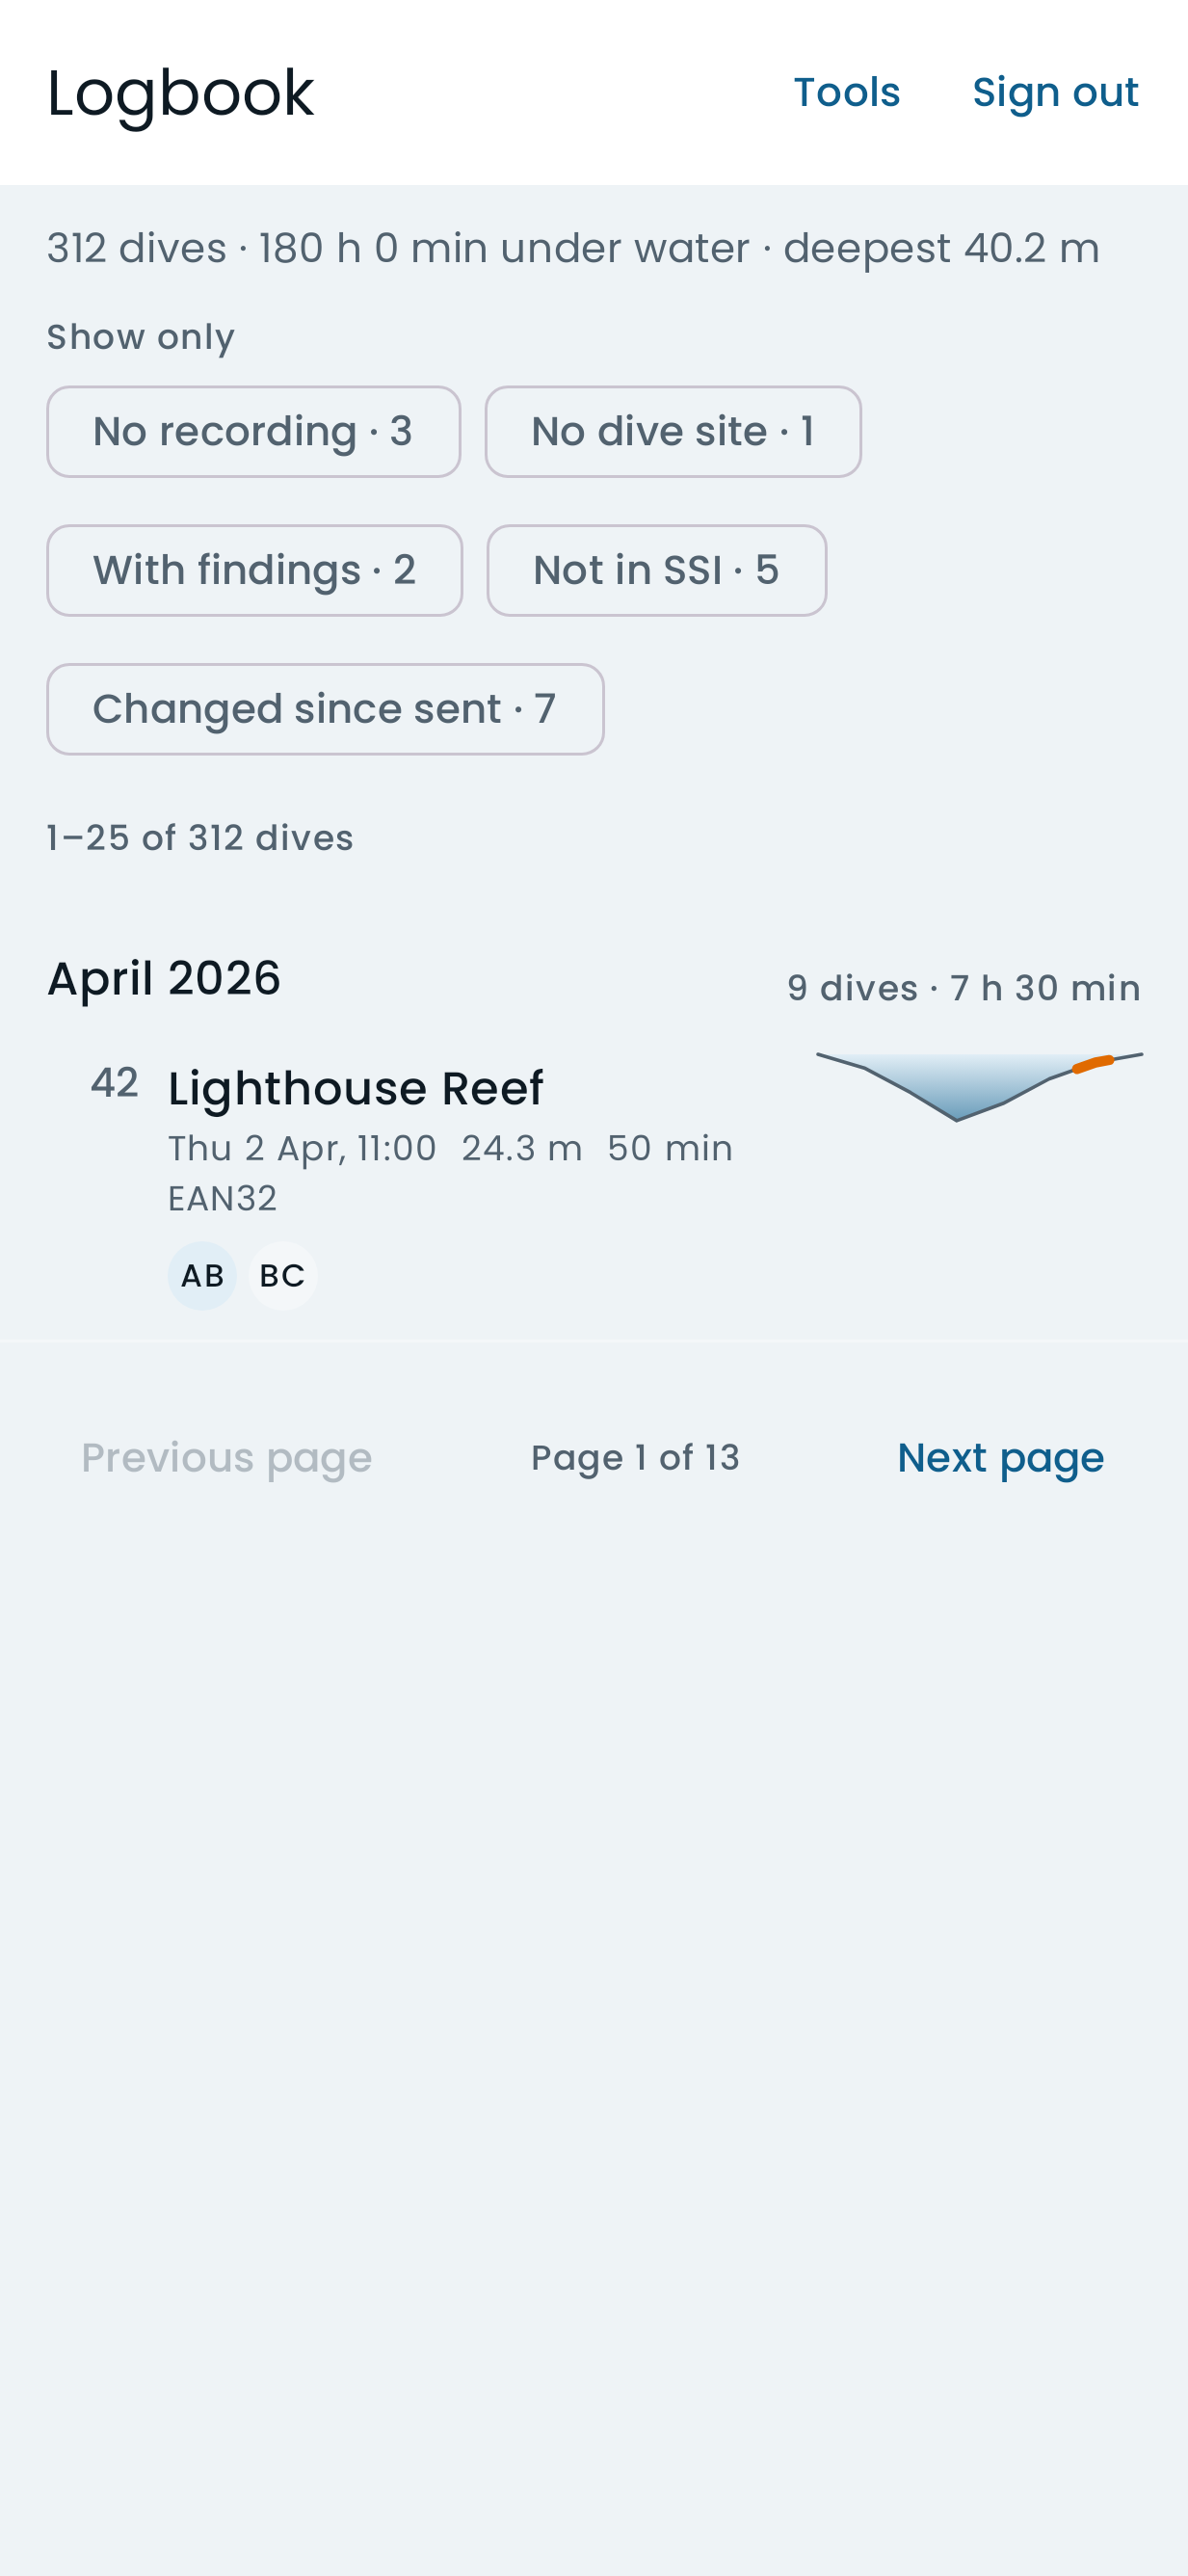 Logbook
Tools
Sign out
312 dives · 180 h 0 min under water · deepest 40.2 m
Show only
No recording · 3
No dive site · 1
With findings · 2
Not in SSI · 5
Changed since sent · 7
1–25 of 312 dives
April 2026
9 dives · 7 h 30 min
42
Lighthouse Reef
Thu 2 Apr, 11:00 24.3 m 50 min
EAN32
AB
BC
Previous page
Page 1 of 13
Next page